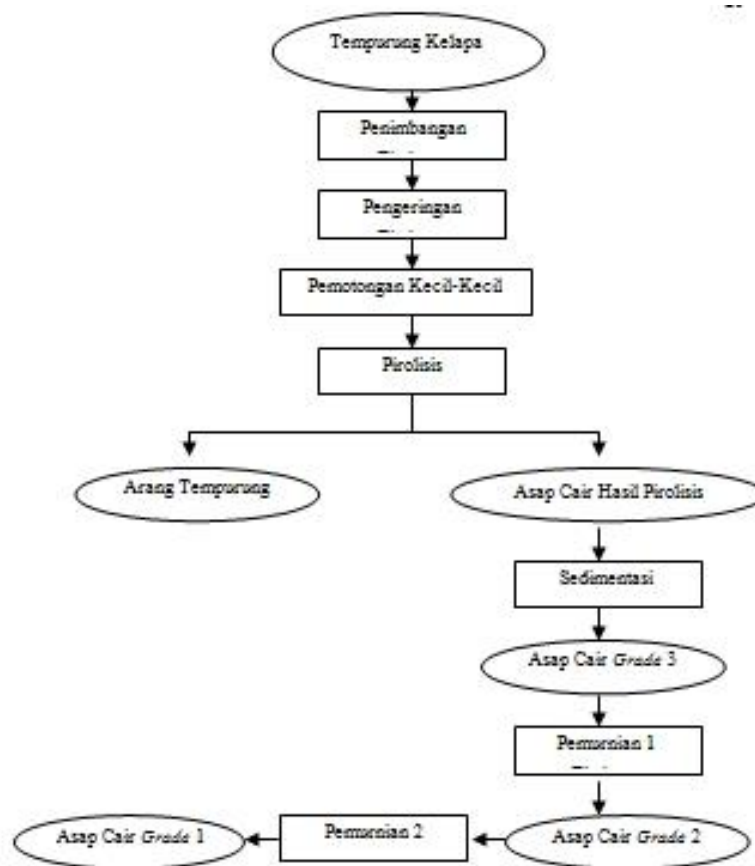 Tempurung Kelapa
Penimbangan
Pengeringan
Pemotongan Kecil-Kecil
Pirolisis
Arang Tempurung
Asap Cair Hasil Pirolisis
Sedimentasi
Asap Cair Grade 3
Pemurnian 1
Asap Cair Grade 1
Pemurnian 2
Asap Cair Grade 2